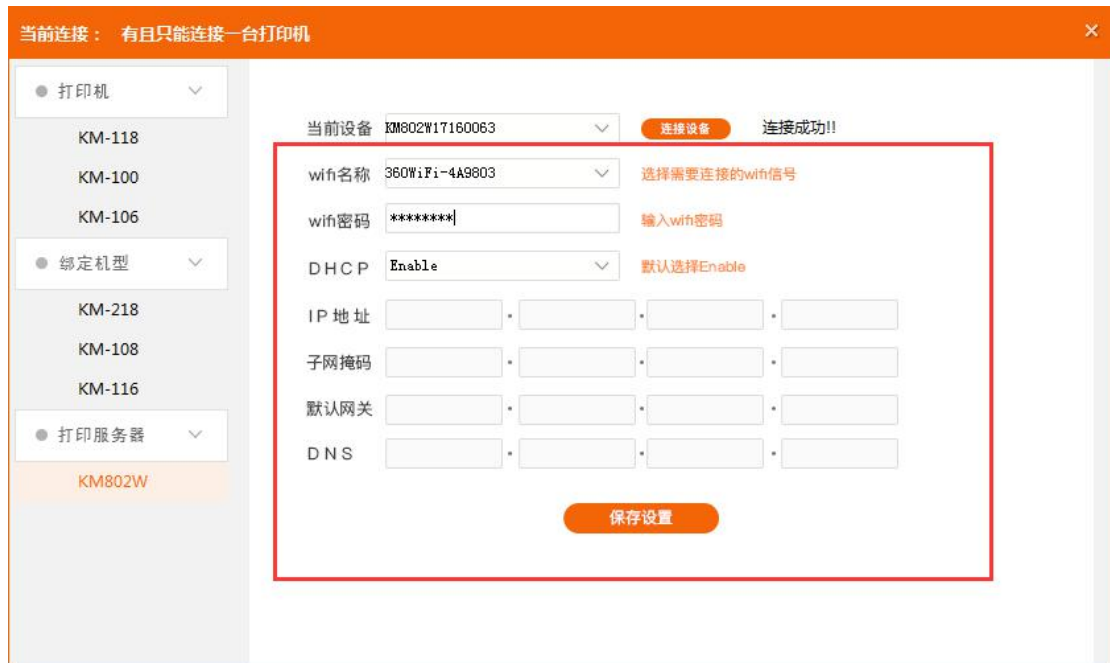 当前连接： 有且只能连接一台打印机
打印机
KM-118
KM-100
KM-106
绑定机型
KM-218
KM-108
KM-116
打印服务器
KM802W
当前设备 KM802W17160063 连接设备 连接成功!!
wifi名称 360WiFi-4A9803 选择需要连接的wifi信号
wifi密码 ******** 输入wifi密码
DHCP Enable 默认选择Enable
IP地址
子网掩码
默认网关
DNS
保存设置